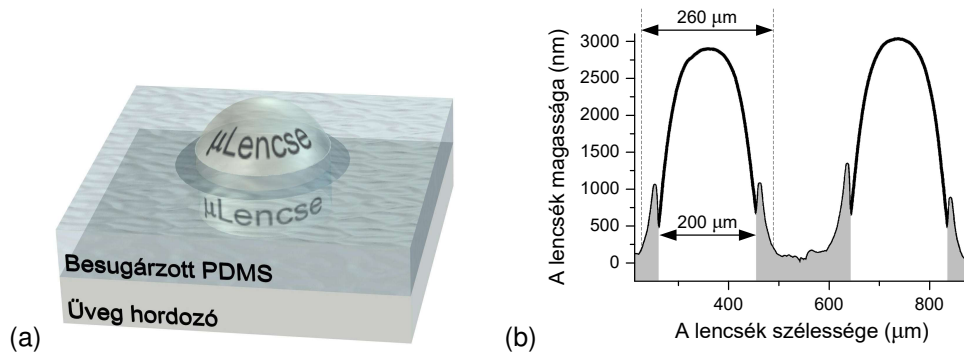 (a)
μLencse
μLencse
Besugárzott PDMS
Üveg hordozó
(b)
260 μm
200 μm
A lencsék magassága (nm)
3000
2500
2000
1500
1000
500
0
400
600
800
A lencsék szélessége (μm)